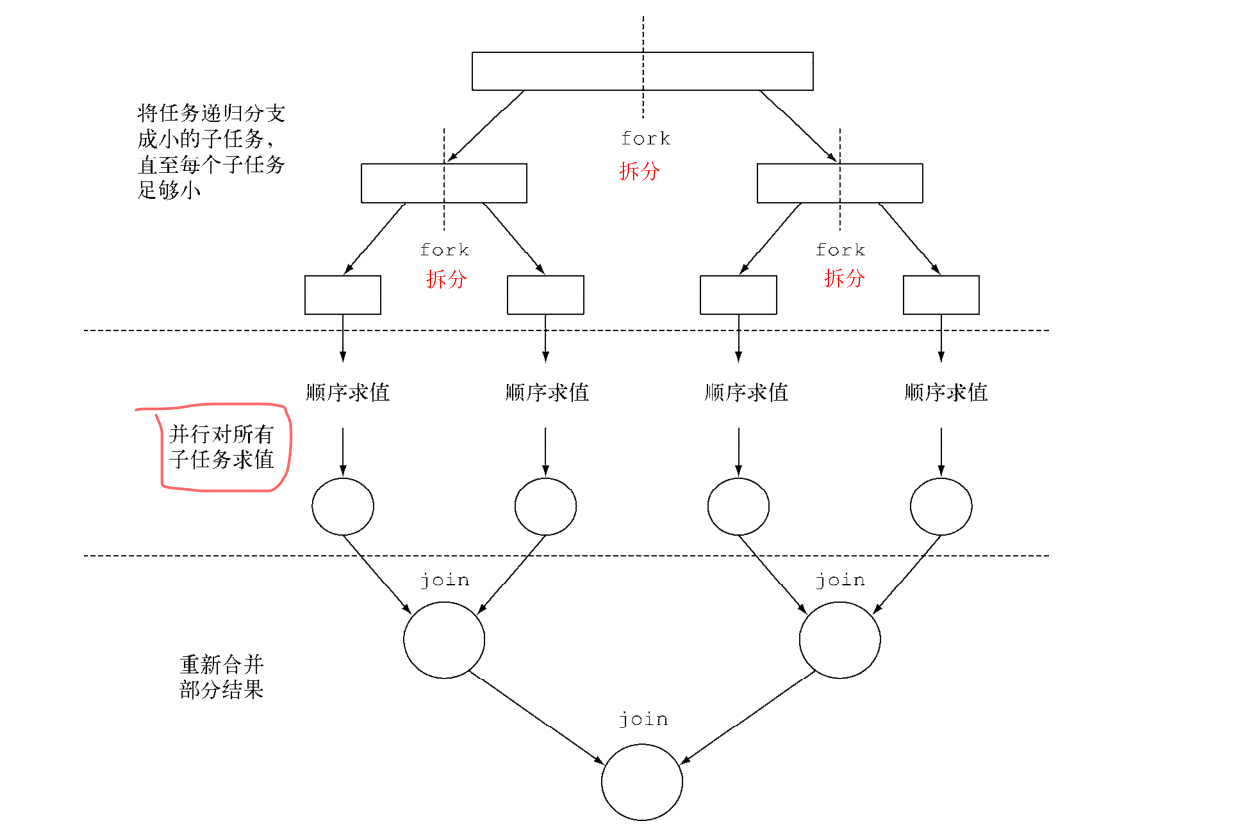 将任务递归分支
成小的子任务，
直至每个子任务
足够小
fork
拆分
fork
拆分
fork
拆分
顺序求值
顺序求值
顺序求值
顺序求值
并行对所有
子任务求值
join
join
重新合并
部分结果
join